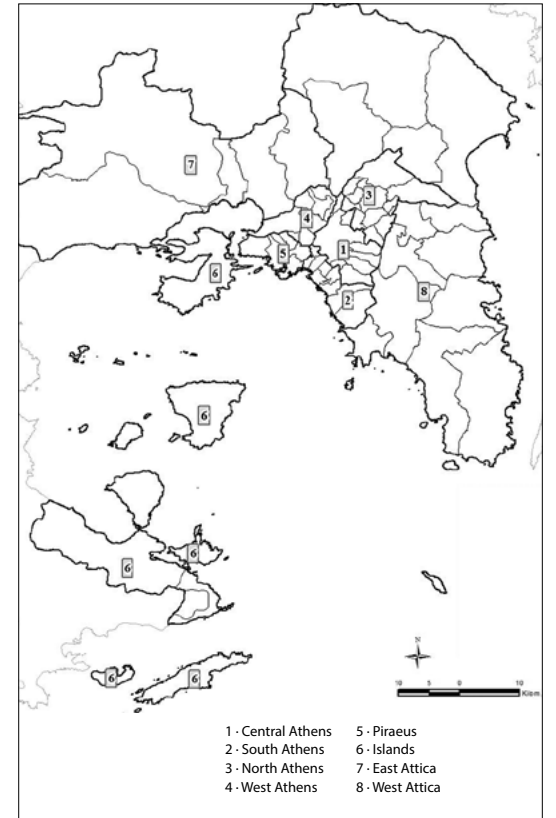 7
3
4
1
5
6
8
2
6
6
6
N
6
6
10 5 0 10
Kilom.
1 · Central Athens
2 · South Athens
3 · North Athens
4 · West Athens
5 · Piraeus
6 · Islands
7 · East Attica
8 · West Attica